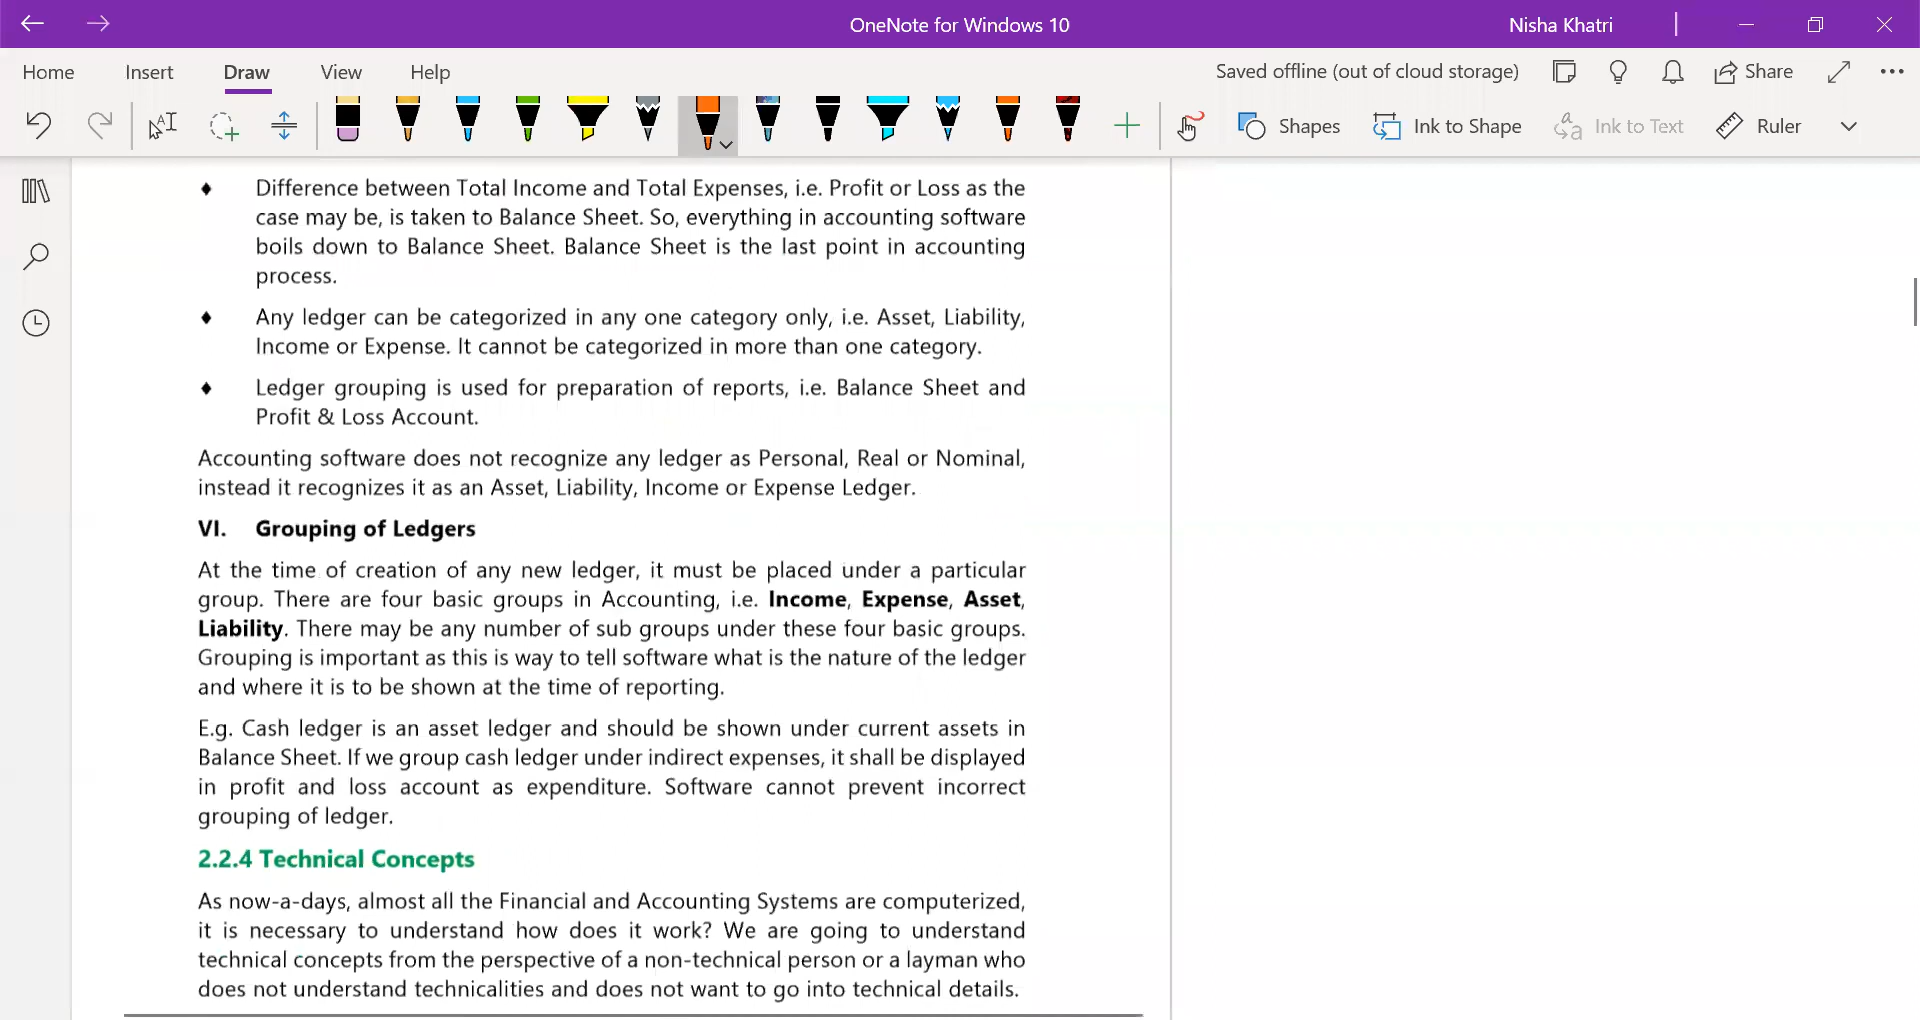 OneNote for Windows 10
Nisha Khatri
Home Insert Draw View Help
Saved offline (out of cloud storage)
Share
Shapes
Ink to Shape
Ink to Text
Ruler
♦ Difference between Total Income and Total Expenses, i.e. Profit or Loss as the
case may be, is taken to Balance Sheet. So, everything in accounting software
boils down to Balance Sheet. Balance Sheet is the last point in accounting
process.
♦ Any ledger can be categorized in any one category only, i.e. Asset, Liability,
Income or Expense. It cannot be categorized in more than one category.
♦ Ledger grouping is used for preparation of reports, i.e. Balance Sheet and
Profit & Loss Account.
Accounting software does not recognize any ledger as Personal, Real or Nominal,
instead it recognizes it as an Asset, Liability, Income or Expense Ledger.
VI. Grouping of Ledgers
At the time of creation of any new ledger, it must be placed under a particular
group. There are four basic groups in Accounting, i.e. Income, Expense, Asset,
Liability. There may be any number of sub groups under these four basic groups.
Grouping is important as this is way to tell software what is the nature of the ledger
and where it is to be shown at the time of reporting.
E.g. Cash ledger is an asset ledger and should be shown under current assets in
Balance Sheet. If we group cash ledger under indirect expenses, it shall be displayed
in profit and loss account as expenditure. Software cannot prevent incorrect
grouping of ledger.
2.2.4 Technical Concepts
As now-a-days, almost all the Financial and Accounting Systems are computerized,
it is necessary to understand how does it work? We are going to understand
technical concepts from the perspective of a non-technical person or a layman who
does not understand technicalities and does not want to go into technical details.